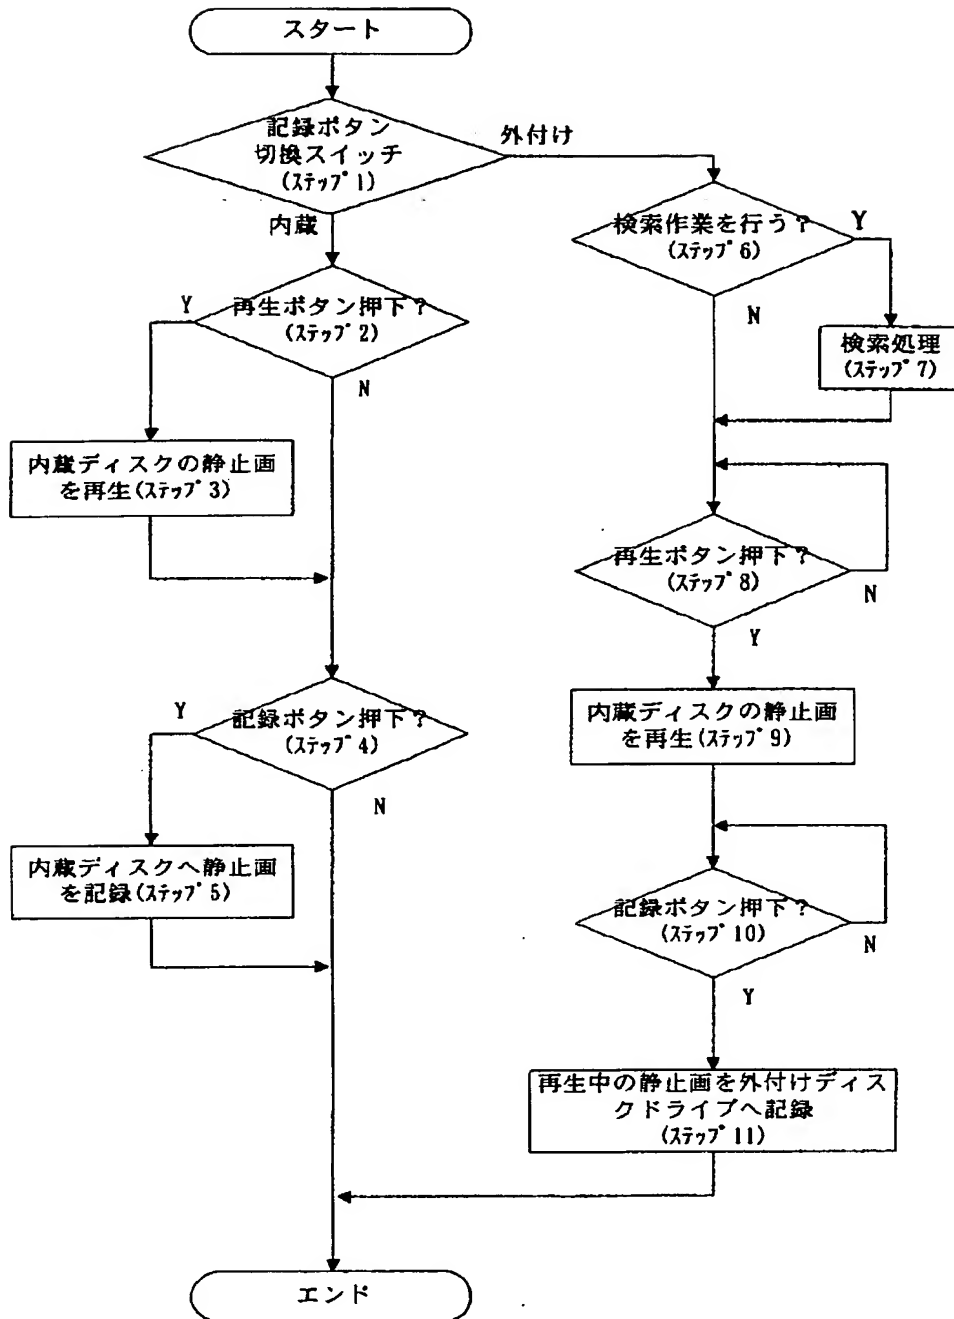 スタート
記録ボタン
切換スイッチ
(ステップ1)
外付け
内蔵
再生ボタン押下?
(ステップ2)
Y
N
内蔵ディスクの静止画
を再生(ステップ3)
記録ボタン押下?
(ステップ4)
Y
N
内蔵ディスクへ静止画
を記録(ステップ5)
検索作業を行う?
(ステップ6)
Y
N
検索処理
(ステップ7)
再生ボタン押下?
(ステップ8)
N
Y
内蔵ディスクの静止画
を再生(ステップ9)
記録ボタン押下?
(ステップ10)
N
Y
再生中の静止画を外付けディス
クドライブへ記録
(ステップ11)
エンド